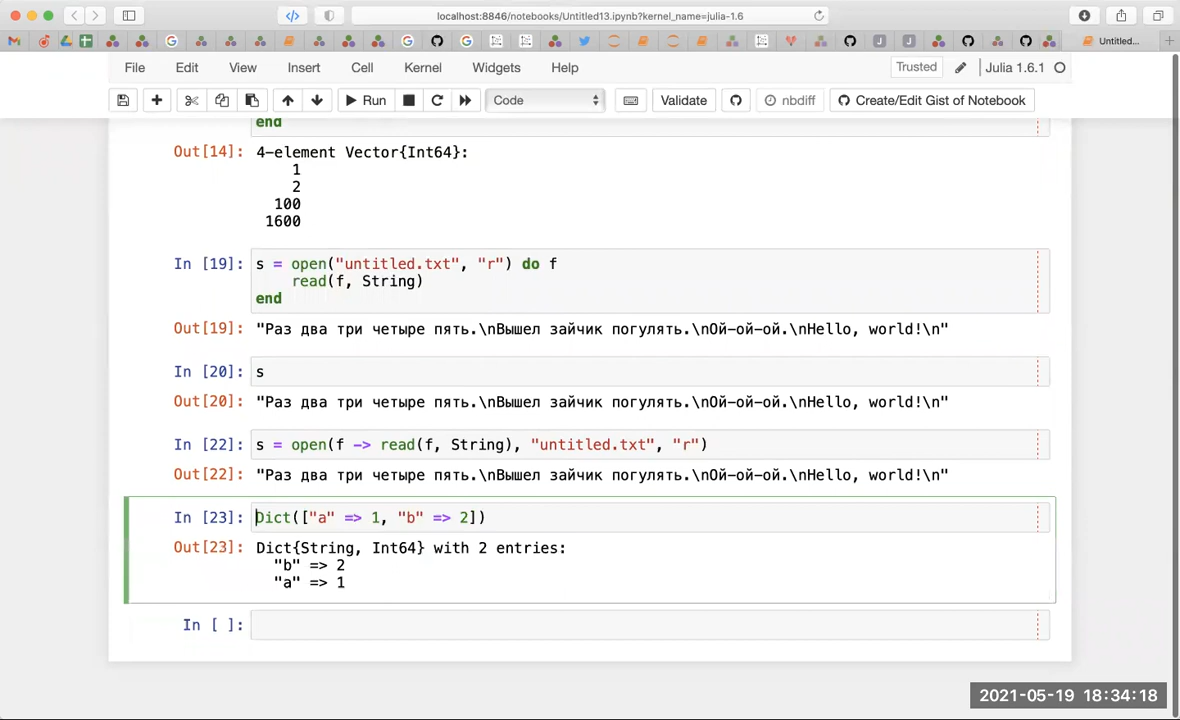 localhost:8846/notebooks/Untitled13.ipynb?kernel_name=julia-1.6
Untitled...
File Edit View Insert Cell Kernel Widgets Help Trusted Julia 1.6.1
Run Code Validate nbdiff Create/Edit Gist of Notebook
end
Out[14]: 4-element Vector{Int64}:
1
2
100
1600
In [19]: s = open("untitled.txt", "r") do f
read(f, String)
end
Out[19]: "Раз два три четыре пять.\nВышел зайчик погулять.\nОй-ой-ой.\nHello, world!\n"
In [20]: s
Out[20]: "Раз два три четыре пять.\nВышел зайчик погулять.\nОй-ой-ой.\nHello, world!\n"
In [22]: s = open(f -> read(f, String), "untitled.txt", "r")
Out[22]: "Раз два три четыре пять.\nВышел зайчик погулять.\nОй-ой-ой.\nHello, world!\n"
In [23]: Dict(["a" => 1, "b" => 2])
Out[23]: Dict{String, Int64} with 2 entries:
"b" => 2
"a" => 1
In [ ]:
2021-05-19 18:34:18